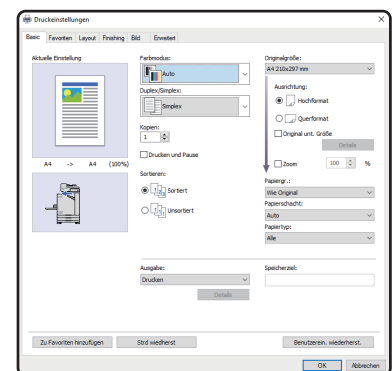 Druckeinstellungen
Basic Favoriten Layout Finishing Bild Erweitert
Aktuelle Einstellung
A4 -> A4 (100%)
Farbmodus:
Auto
Duplex/Simplex:
Simplex
Kopien:
1
Drucken und Pause
Sortieren:
Sortiert
Unsortiert
Originalgröße:
A4 210x297 mm
Ausrichtung:
Hochformat
Querformat
Original unt. Größe
Details
Zoom 100 %
Papiergr.:
Wie Original
Papierschacht:
Auto
Papiertyp:
Alle
Ausgabe:
Drucken
Details
Speicherziel:
Zu Favoriten hinzufügen Strd wiedherst Benutzerein. wiederherst.
OK Abbrechen